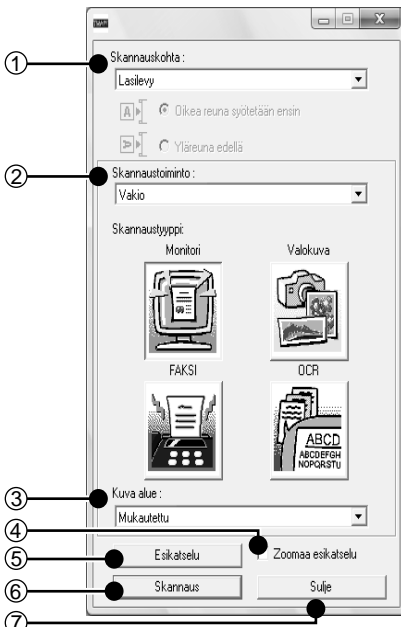 TWAIN
① Skannauskohta :
Lasilevy
A Oikea reuna syötetään ensin
A Yläreuna edellä
② Skannaustoiminto :
Vakio
Skannaustyyppi:
Monitori Valokuva
FAKSI OCR
ABCD
ABCDEFGH
NOPQRSTU
③ Kuva alue :
Mukautettu
④ Zoomaa esikatselu
⑤ Esikatselu
⑥ Skannaus Sulje
⑦